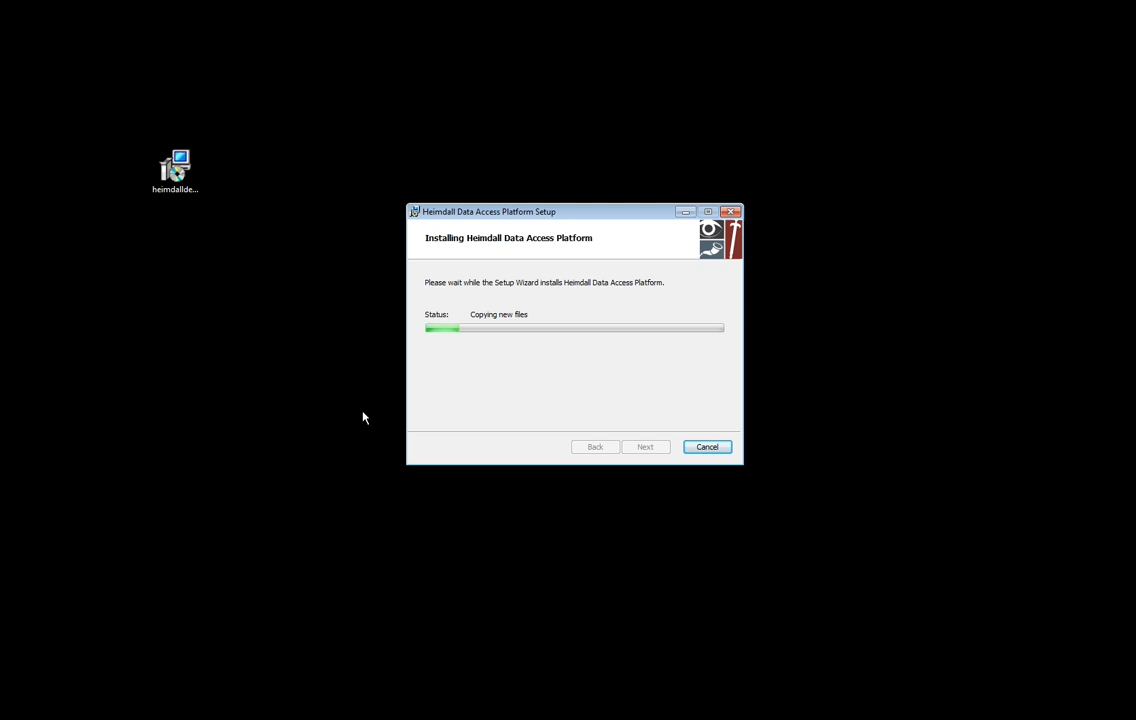 heimdallde...
Heimdall Data Access Platform Setup
Installing Heimdall Data Access Platform
Please wait while the Setup Wizard installs Heimdall Data Access Platform.
Status: Copying new files
Back Next Cancel